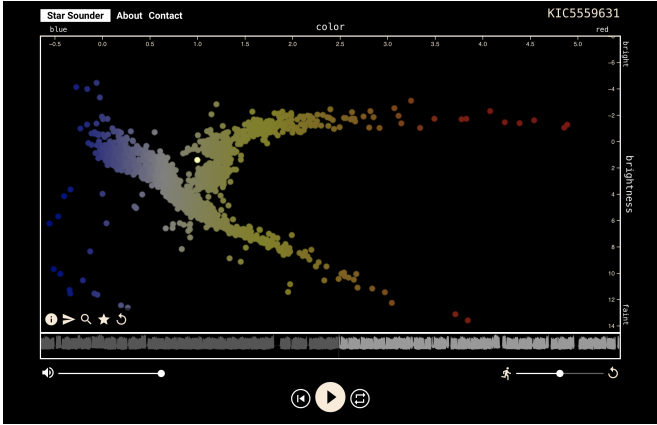 Star Sounder About Contact KIC5559631
blue color red
−0.5 0.0 0.5 1.0 1.5 2.0 2.5 3.0 3.5 4.0 4.5 5.0
bright
−6
−4
−2
0
2
4
6
8
10
12
14
brightness
faint